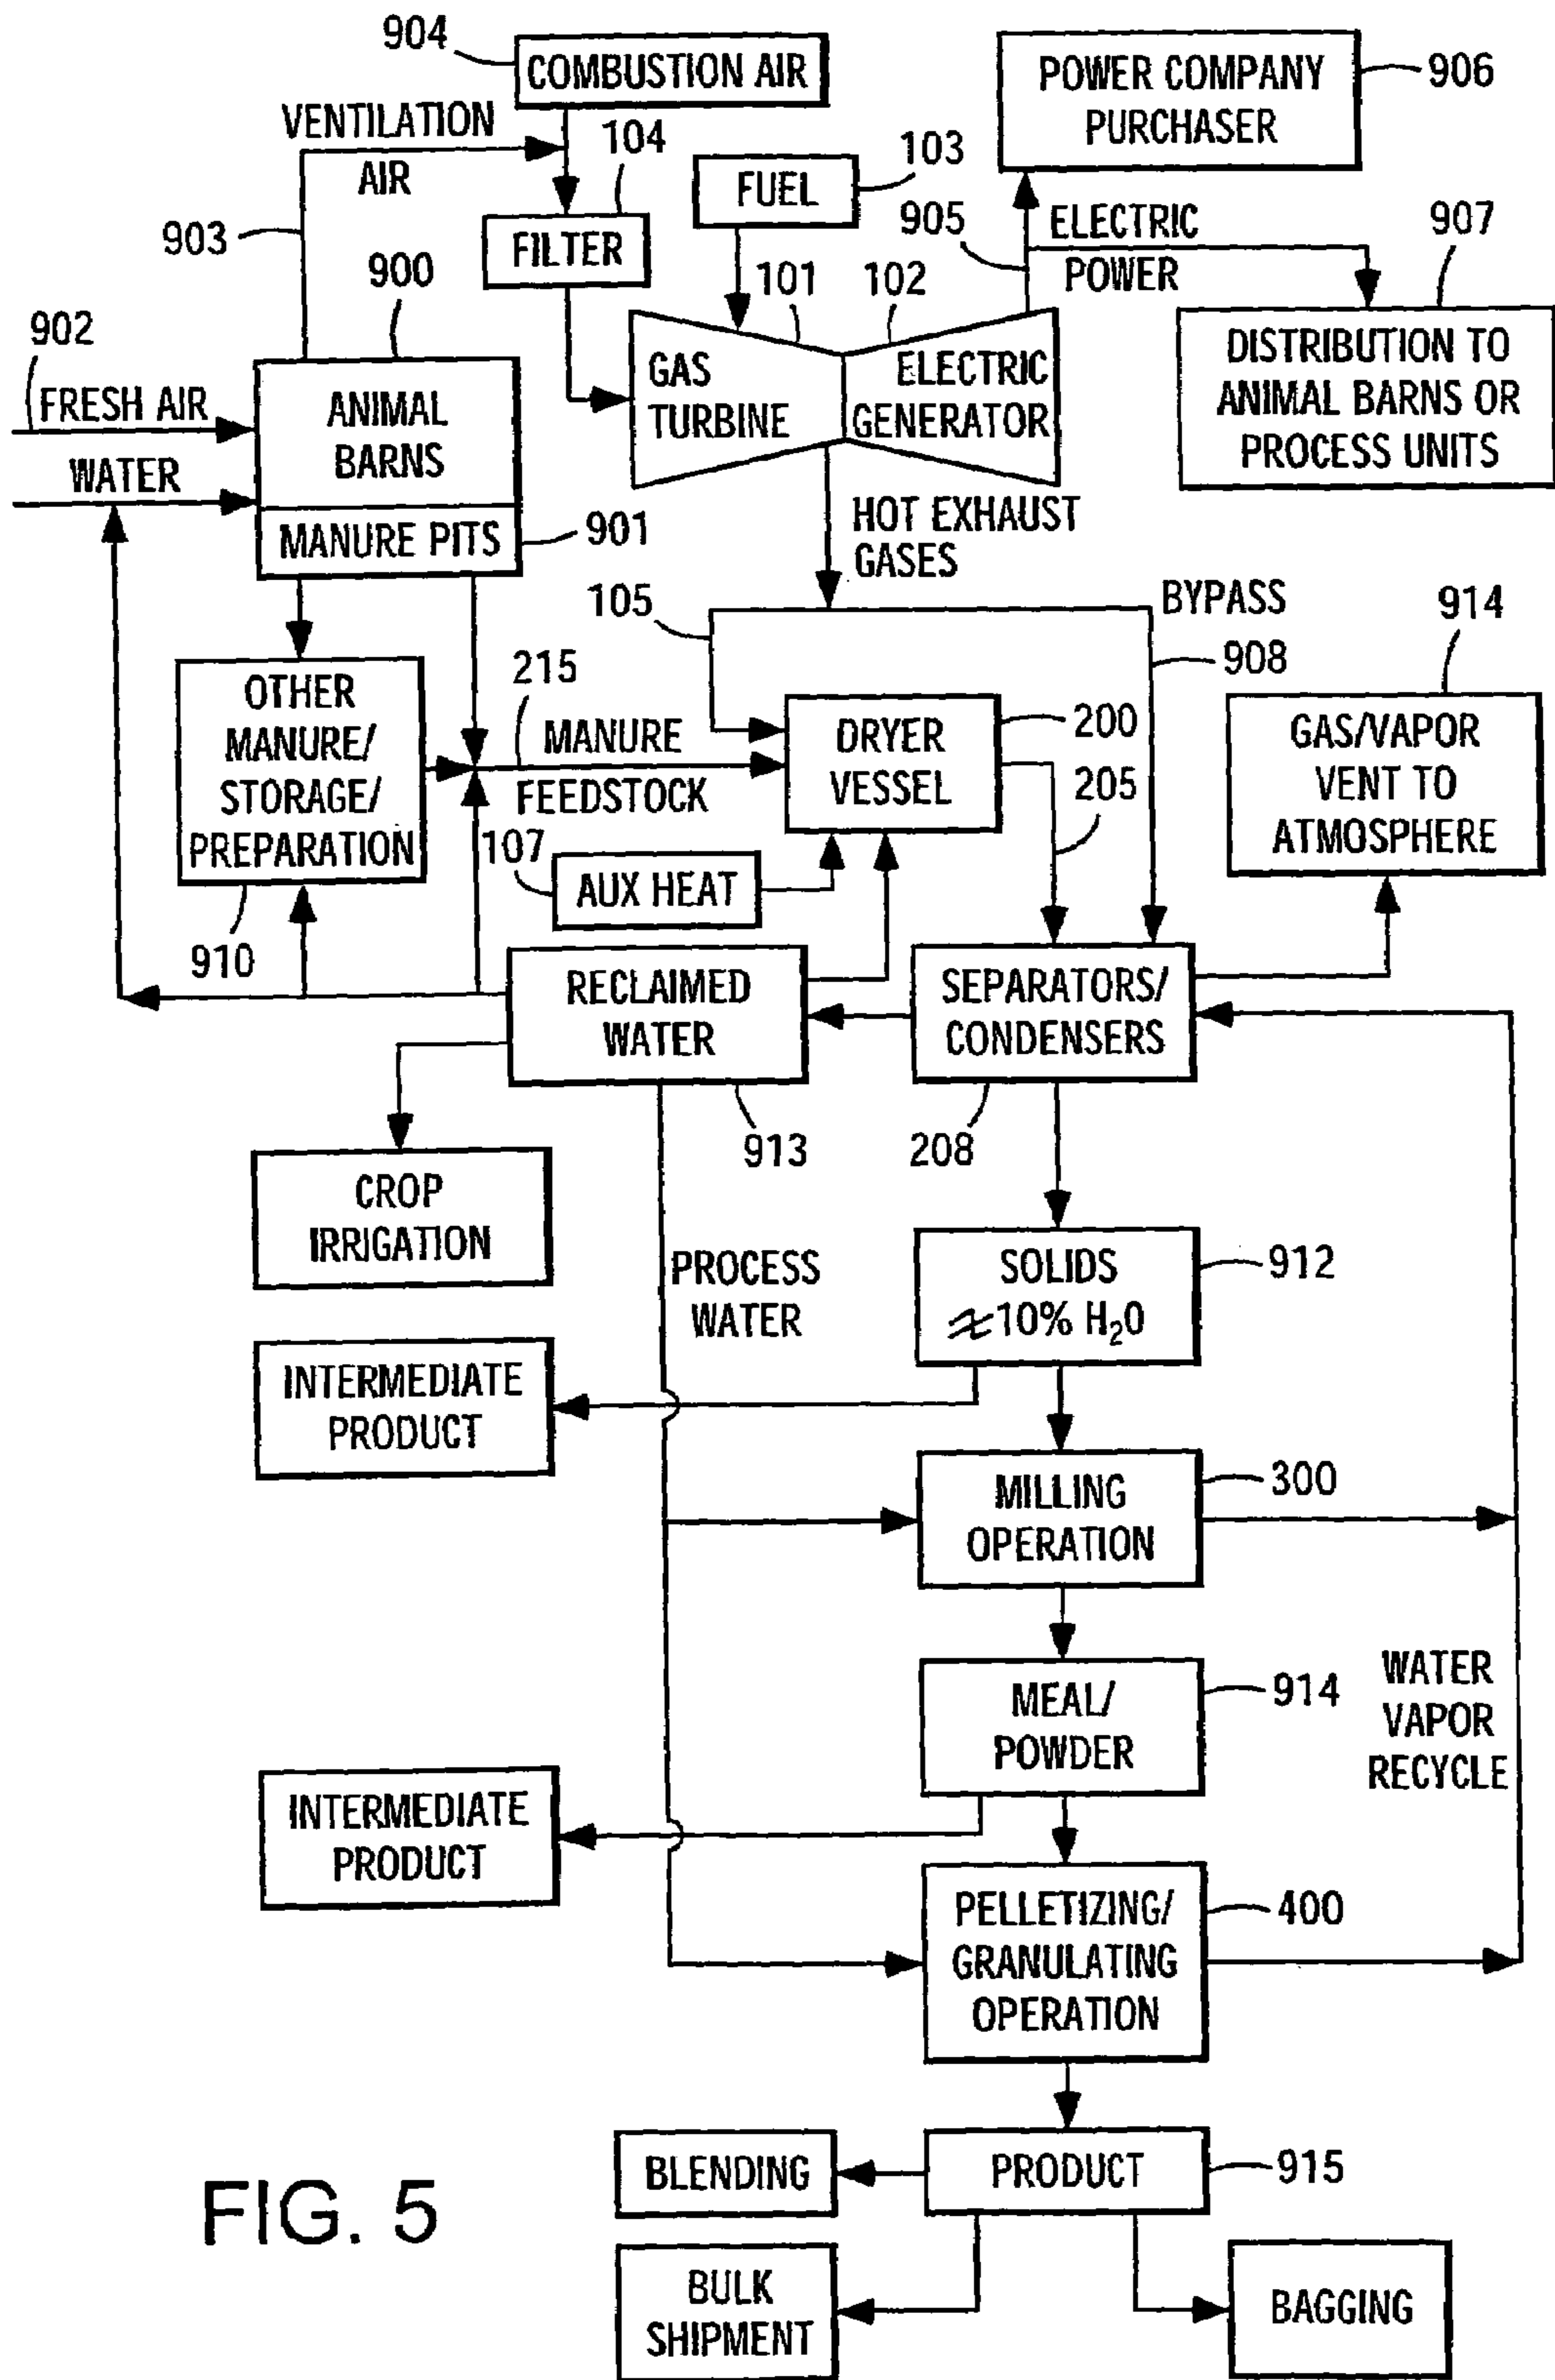 904
COMBUSTION AIR
POWER COMPANY
PURCHASER
906
VENTILATION
AIR
104
FUEL
103
903
FILTER
905
ELECTRIC
POWER
907
900
101
102
902
FRESH AIR
WATER
ANIMAL
BARNS
MANURE PITS
901
GAS
TURBINE
ELECTRIC
GENERATOR
DISTRIBUTION TO
ANIMAL BARNS OR
PROCESS UNITS
HOT EXHAUST
GASES
105
BYPASS
908
914
OTHER
MANURE/
STORAGE/
PREPARATION
910
215
MANURE
FEEDSTOCK
DRYER
VESSEL
200
205
GAS/VAPOR
VENT TO
ATMOSPHERE
107
AUX HEAT
RECLAIMED
WATER
913
SEPARATORS/
CONDENSERS
208
CROP
IRRIGATION
PROCESS
WATER
SOLIDS
≈10% H₂O
912
INTERMEDIATE
PRODUCT
MILLING
OPERATION
300
MEAL/
POWDER
914
WATER
VAPOR
RECYCLE
INTERMEDIATE
PRODUCT
PELLETIZING/
GRANULATING
OPERATION
400
BLENDING
PRODUCT
915
BULK
SHIPMENT
BAGGING
FIG. 5